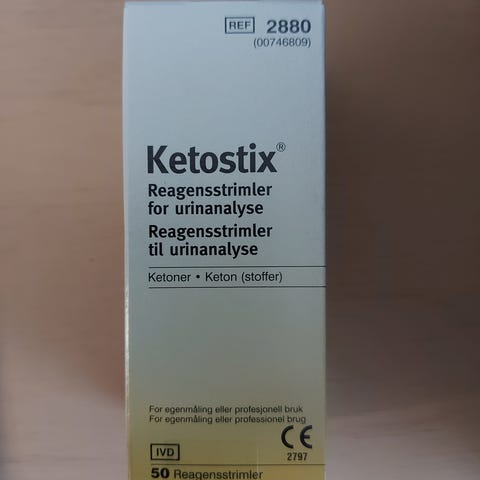 REF 2880
(00746809)
Ketostix®
Reagensstrimler
for urinanalyse
Reagensstrimler
til urinanalyse
Ketoner • Keton (stoffer)
For egenmåling eller profesjonell bruk
For egenmåling eller professionel brug
CE
IVD
2797
50 Reagensstrimler